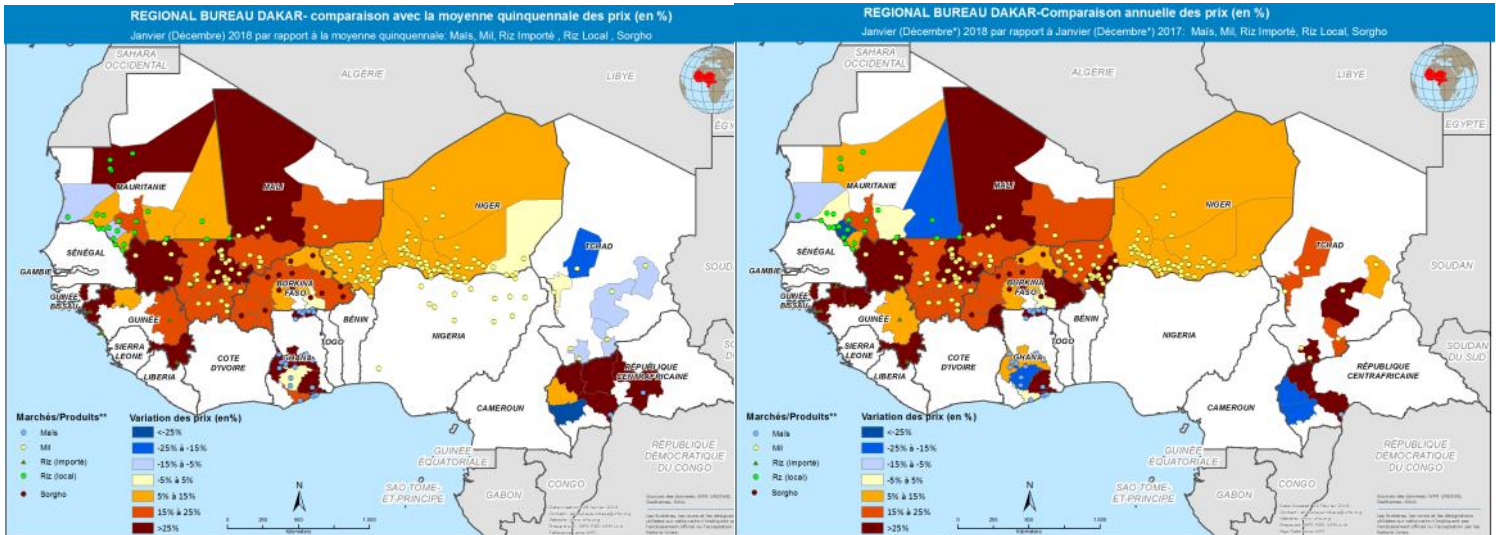 REGIONAL BUREAU DAKAR- comparaison avec la moyenne quinquennale des prix (en %)
Janvier (Décembre) 2018 par rapport à la moyenne quinquennale: Maïs, Mil, Riz Importé , Riz Local , Sorgho
SAHARA
OCCIDENTAL
ALGÉRIE
LIBYE
MAURITANIE
MALI
NIGER
TCHAD
SÉNÉGAL
GAMBIE
SOUDAN
GUINÉE
BISSAU
BURKINA
FASO
GUINÉE
BÉNIN
NIGERIA
SIERRA
LEONE
COTE
D'IVOIRE
GHANA
TOGO
LIBERIA
RÉPUBLIQUE
CENTRAFRICAINE
CAMEROUN
GUINÉE
ÉQUATORIALE
RÉPUBLIQUE
DÉMOCRATIQUE
DU CONGO
SAO TOME-
ET-PRINCIPE
GABON
CONGO
Marchés/Produits**
Maïs
Mil
Riz (Importé)
Riz (local)
Sorgho
Variation des prix (en%)
<-25%
-25% à -15%
-15% à -5%
-5% à 5%
5% à 15%
15% à 25%
>25%
N
REGIONAL BUREAU DAKAR-Comparaison annuelle des prix (en %)
Janvier (Décembre*) 2018 par rapport à Janvier (Décembre*) 2017: Maïs, Mil, Riz Importé, Riz Local, Sorgho
SAHARA
OCCIDENTAL
ALGÉRIE
LIBYE
EGYPTE
MAURITANIE
MALI
NIGER
TCHAD
SÉNÉGAL
GAMBIE
SOUDAN
GUINÉE
BISSAU
BURKINA
FASO
GUINÉE
BÉNIN
NIGERIA
SIERRA
LEONE
COTE
D'IVOIRE
GHANA
TOGO
LIBERIA
SOUDAN
DU SUD
RÉPUBLIQUE
CENTRAFRICAINE
CAMEROUN
GUINÉE
ÉQUATORIALE
RÉPUBLIQUE
DÉMOCRATIQUE
DU CONGO
SAO TOME-
ET-PRINCIPE
GABON
CONGO
Marchés/Produits**
Maïs
Mil
Riz (Importé)
Riz (local)
Sorgho
Variation des prix (en %)
<-25%
-25% à -15%
-15% à -5%
-5% à 5%
5% à 15%
15% à 25%
>25%
N